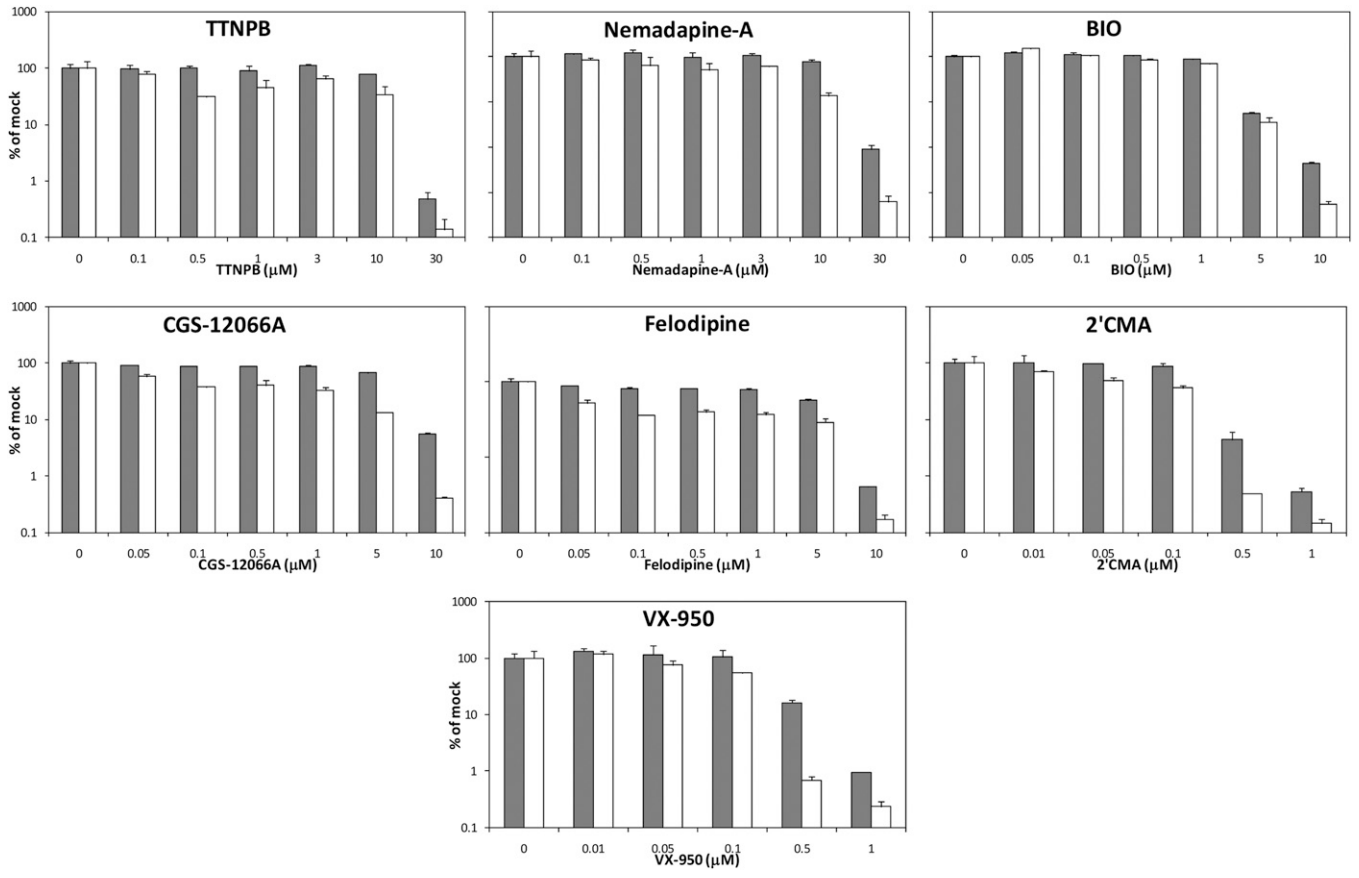 TTNPB
% of mock
1000
100
10
1
0.1
0 0.1 0.5 1 3 10 30
TTNPB (µM)
Nemadapine-A
0 0.1 0.5 1 3 10 30
Nemadapine-A (µM)
BIO
0 0.05 0.1 0.5 1 5 10
BIO (µM)
CGS-12066A
% of mock
1000
100
10
1
0.1
0 0.05 0.1 0.5 1 5 10
CGS-12066A (µM)
Felodipine
0 0.05 0.1 0.5 1 5 10
Felodipine (µM)
2'CMA
0 0.01 0.05 0.1 0.5 1
2'CMA (µM)
VX-950
% of mock
1000
100
10
1
0.1
0 0.01 0.05 0.1 0.5 1
VX-950 (µM)